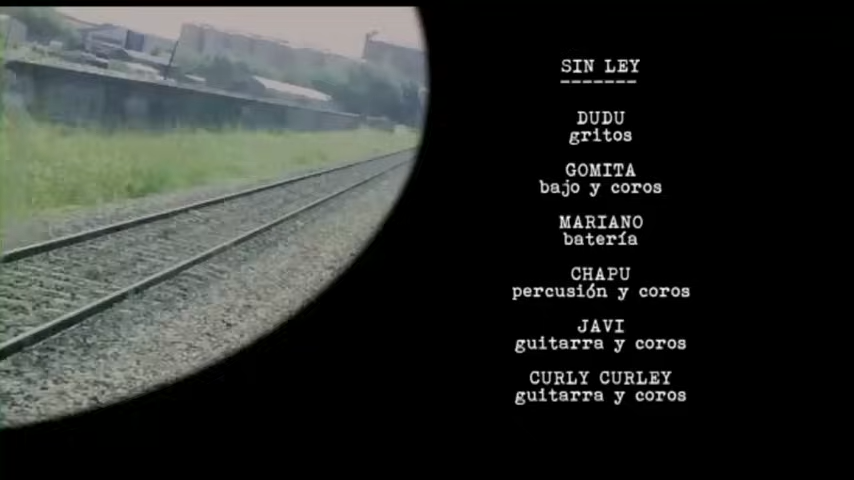 SIN LEY
-------
DUDU
gritos
GOMITA
bajo y coros
MARIANO
batería
CHAPU
percusión y coros
JAVI
guitarra y coros
CURLY CURLEY
guitarra y coros